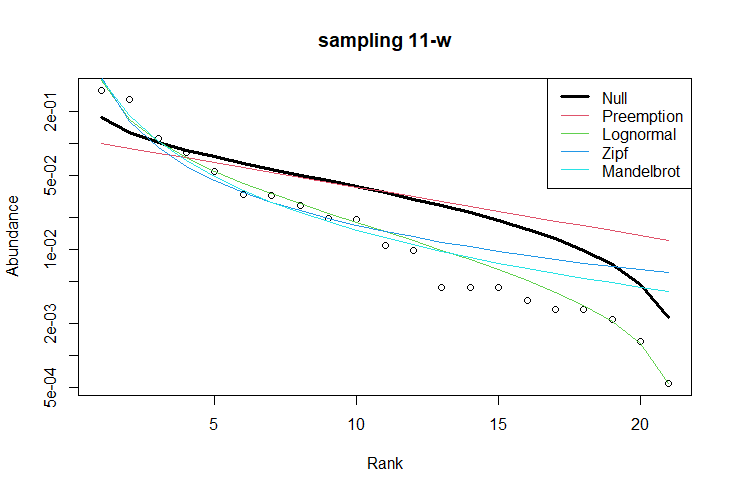 sampling 11-w
Abundance
2e-01
5e-02
1e-02
2e-03
5e-04
Null
Preemption
Lognormal
Zipf
Mandelbrot
5
10
15
20
Rank